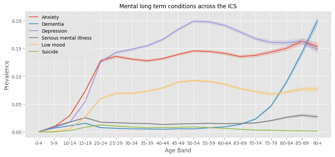 Mental long term conditions across the ICS
Anxiety
Dementia
Depression
Serious mental illness
Low mood
Suicide
Prevalence
0.20
0.15
0.10
0.05
0.00
0-4 5-9 10-14 15-19 20-24 25-29 30-34 35-39 40-44 45-49 50-54 55-59 60-64 65-69 70-74 75-79 80-84 85-89 90+
Age Band